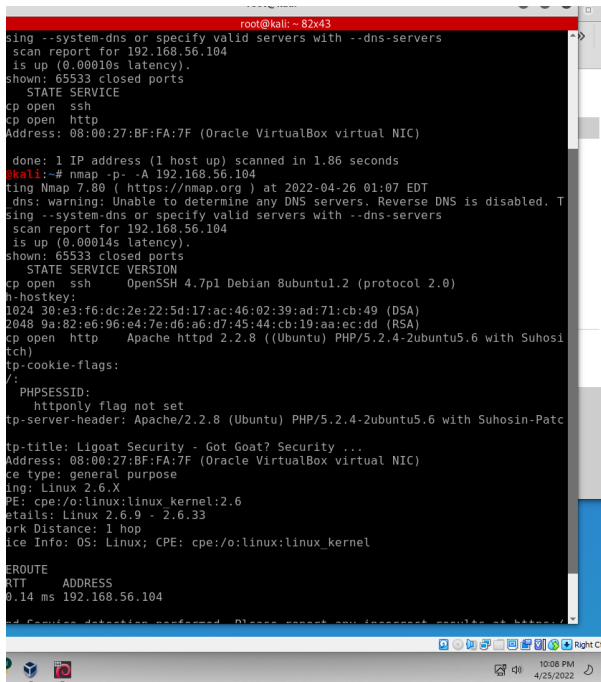 root@kali: ~ 82x43
sing --system-dns or specify valid servers with --dns-servers
scan report for 192.168.56.104
is up (0.00010s latency).
shown: 65533 closed ports
STATE SERVICE
cp open ssh
cp open http
Address: 08:00:27:BF:FA:7F (Oracle VirtualBox virtual NIC)
done: 1 IP address (1 host up) scanned in 1.86 seconds
@kali:~# nmap -p- -A 192.168.56.104
ting Nmap 7.80 ( https://nmap.org ) at 2022-04-26 01:07 EDT
_dns: warning: Unable to determine any DNS servers. Reverse DNS is disabled. T
sing --system-dns or specify valid servers with --dns-servers
scan report for 192.168.56.104
is up (0.00014s latency).
shown: 65533 closed ports
STATE SERVICE VERSION
cp open ssh OpenSSH 4.7p1 Debian 8ubuntu1.2 (protocol 2.0)
h-hostkey:
1024 30:e3:f6:dc:2e:22:5d:17:ac:46:02:39:ad:71:cb:49 (DSA)
2048 9a:82:e6:96:e4:7e:d6:a6:d7:45:44:cb:19:aa:ec:dd (RSA)
cp open http Apache httpd 2.2.8 ((Ubuntu) PHP/5.2.4-2ubuntu5.6 with Suhosi
tch)
tp-cookie-flags:
/:
PHPSESSID:
httponly flag not set
tp-server-header: Apache/2.2.8 (Ubuntu) PHP/5.2.4-2ubuntu5.6 with Suhosin-Patc
tp-title: Ligoat Security - Got Goat? Security ...
Address: 08:00:27:BF:FA:7F (Oracle VirtualBox virtual NIC)
ce type: general purpose
ing: Linux 2.6.X
PE: cpe:/o:linux:linux_kernel:2.6
etails: Linux 2.6.9 - 2.6.33
ork Distance: 1 hop
ice Info: OS: Linux; CPE: cpe:/o:linux:linux_kernel
EROUTE
RTT ADDRESS
0.14 ms 192.168.56.104
Right C
10:08 PM
4/25/2022